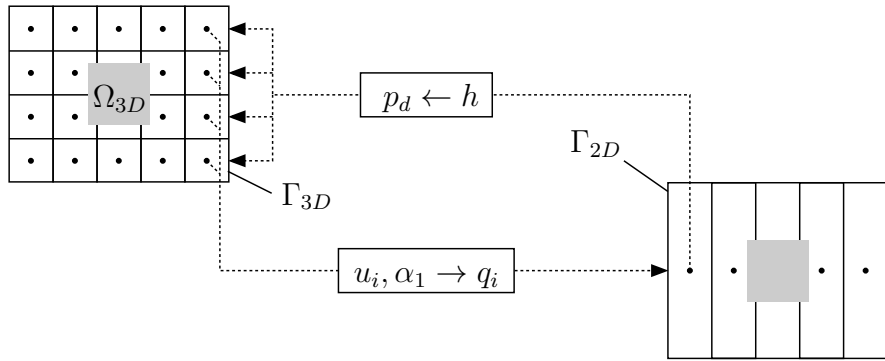 Ω_{3D}
p_d ← h
Γ_{2D}
Γ_{3D}
u_i, α_1 → q_i